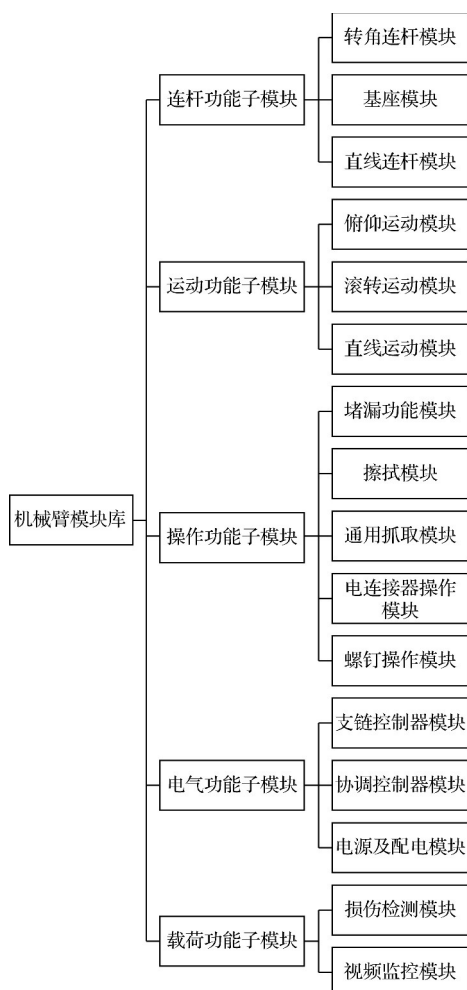 机械臂模块库
连杆功能子模块
转角连杆模块
基座模块
直线连杆模块
运动功能子模块
俯仰运动模块
滚转运动模块
直线运动模块
操作功能子模块
堵漏功能模块
擦拭模块
通用抓取模块
电连接器操作
模块
螺钉操作模块
电气功能子模块
支链控制器模块
协调控制器模块
电源及配电模块
载荷功能子模块
损伤检测模块
视频监控模块